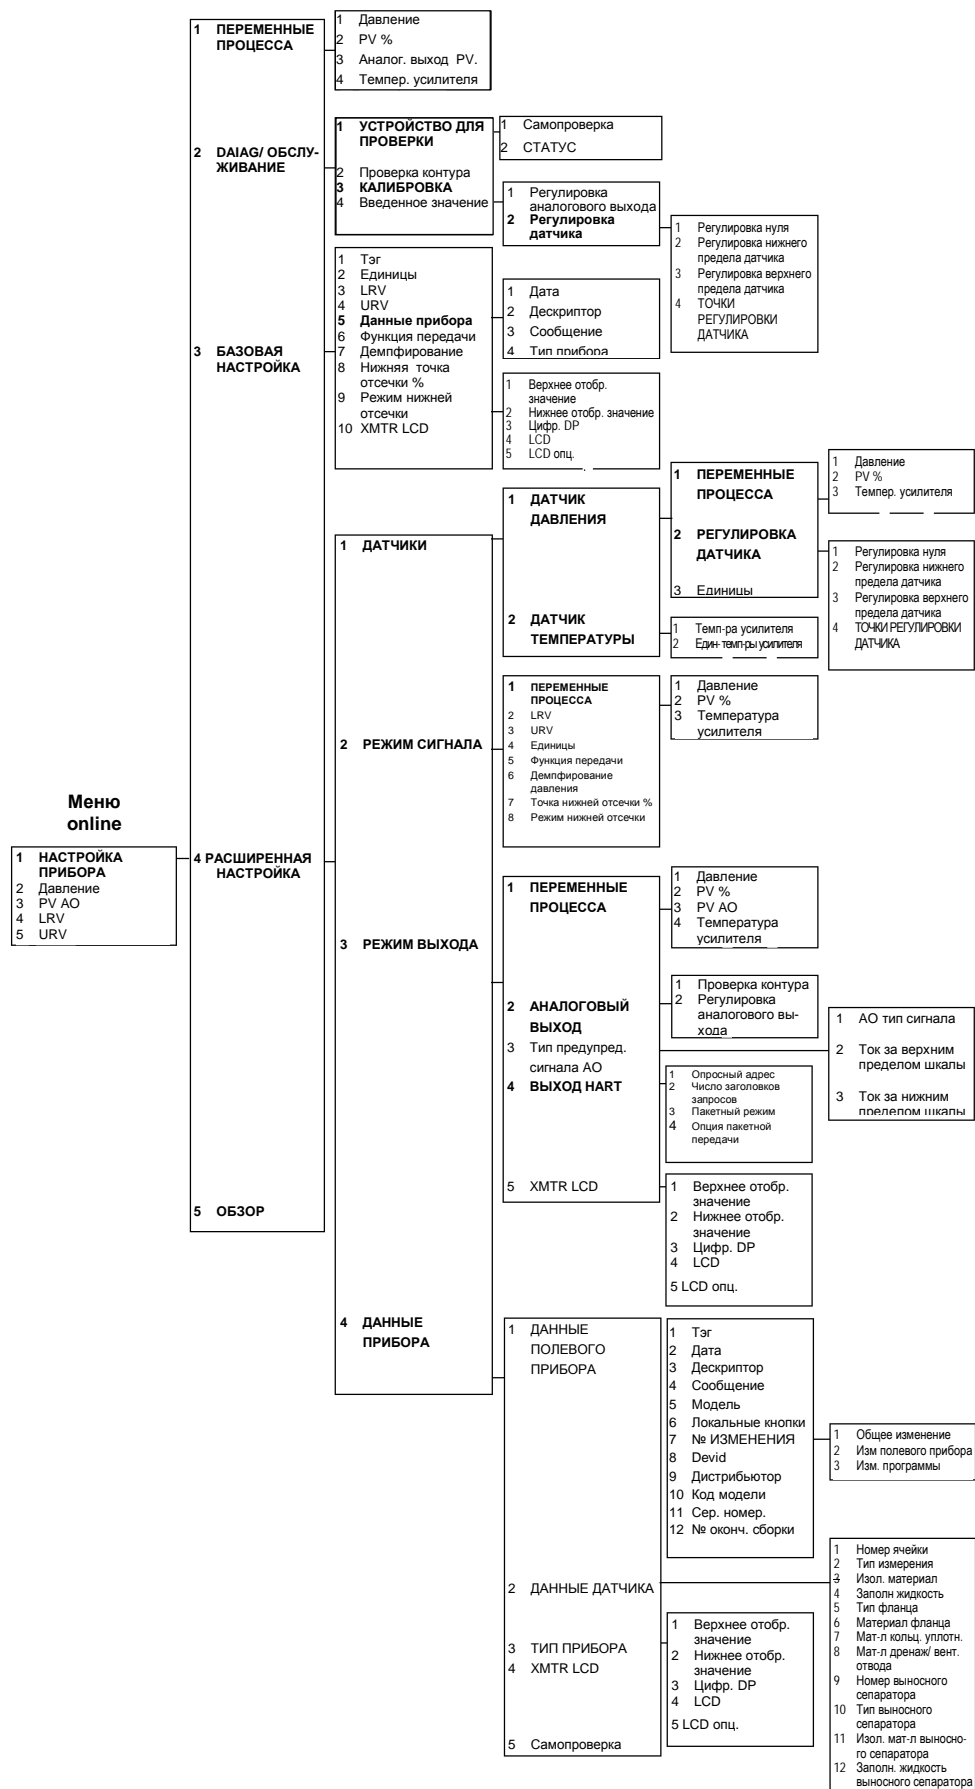 Меню
online
1 НАСТРОЙКА
ПРИБОРА
2 Давление
3 PV AO
4 LRV
5 URV
1 ПЕРЕМЕННЫЕ
ПРОЦЕССА
2 DAIAG/ ОБСЛУ-
ЖИВАНИЕ
3 БАЗОВАЯ
НАСТРОЙКА
4 РАСШИРЕННАЯ
НАСТРОЙКА
5 ОБЗОР
1 Давление
2 PV %
3 Аналог. выход PV.
4 Темпер. усилителя
1 УСТРОЙСТВО ДЛЯ
ПРОВЕРКИ
2 Проверка контура
3 КАЛИБРОВКА
4 Введенное значение
1 Самопроверка
2 СТАТУС
1 Регулировка
аналогового выхода
2 Регулировка
датчика
1 Регулировка нуля
2 Регулировка нижнего
предела датчика
3 Регулировка верхнего
предела датчика
4 ТОЧКИ
РЕГУЛИРОВКИ
ДАТЧИКА
1 Тэг
2 Единицы
3 LRV
4 URV
5 Данные прибора
6 Функция передачи
7 Демпфирование
8 Нижняя точка
отсечки %
9 Режим нижней
отсечки
10 XMTR LCD
1 Дата
2 Дескриптор
3 Сообщение
4 Тип прибора
1 Верхнее отобр.
значение
2 Нижнее отобр. значение
3 Цифр. DP
4 LCD
5 LCD опц.
1 ДАТЧИКИ
2 РЕЖИМ СИГНАЛА
3 РЕЖИМ ВЫХОДА
4 ДАННЫЕ
ПРИБОРА
1 ДАТЧИК
ДАВЛЕНИЯ
2 ДАТЧИК
ТЕМПЕРАТУРЫ
1 ПЕРЕМЕННЫЕ
ПРОЦЕССА
2 РЕГУЛИРОВКА
ДАТЧИКА
3 Единицы
1 Давление
2 PV %
3 Темпер. усилителя
1 Регулировка нуля
2 Регулировка нижнего
предела датчика
3 Регулировка верхнего
предела датчика
4 ТОЧКИ РЕГУЛИРОВКИ
ДАТЧИКА
1 Темп-ра усилителя
2 Един- темп-ры усилителя
1 ПЕРЕМЕННЫЕ
ПРОЦЕССА
2 LRV
3 URV
4 Единицы
5 Функция передачи
6 Демпфирование
давления
7 Точка нижней отсечки %
8 Режим нижней отсечки
1 Давление
2 PV %
3 Температура
усилителя
1 ПЕРЕМЕННЫЕ
ПРОЦЕССА
2 АНАЛОГОВЫЙ
ВЫХОД
3 Тип предупред.
сигнала AO
4 ВЫХОД HART
5 XMTR LCD
1 Давление
2 PV %
3 PV AO
4 Температура
усилителя
1 Проверка контура
2 Регулировка
аналогового вы-
хода
1 AO тип сигнала
2 Ток за верхним
пределом шкалы
3 Ток за нижним
пределом шкалы
1 Опросный адрес
2 Число заголовков
запросов
3 Пакетный режим
4 Опция пакетной
передачи
1 Верхнее отобр.
значение
2 Нижнее отобр.
значение
3 Цифр. DP
4 LCD
5 LCD опц.
1 ДАННЫЕ
ПОЛЕВОГО
ПРИБОРА
2 ДАННЫЕ ДАТЧИКА
3 ТИП ПРИБОРА
4 XMTR LCD
5 Самопроверка
1 Тэг
2 Дата
3 Дескриптор
4 Сообщение
5 Модель
6 Локальные кнопки
7 № ИЗМЕНЕНИЯ
8 Devid
9 Дистрибьютор
10 Код модели
11 Сер. номер.
12 № оконч. сборки
1 Общее изменение
2 Изм полевого прибора
3 Изм. программы
1 Номер ячейки
2 Тип измерения
3 Изол. материал
4 Заполн жидкость
5 Тип фланца
6 Материал фланца
7 Мат-л кольц. уплотн.
8 Мат-л дренаж/ вент.
отвода
9 Номер выносного
сепаратора
10 Тип выносного
сепаратора
11 Изол. мат-л выносно-
го сепаратора
12 Заполн. жидкость
выносного сепаратора
1 Верхнее отобр.
значение
2 Нижнее отобр.
значение
3 Цифр. DP
4 LCD
5 LCD опц.